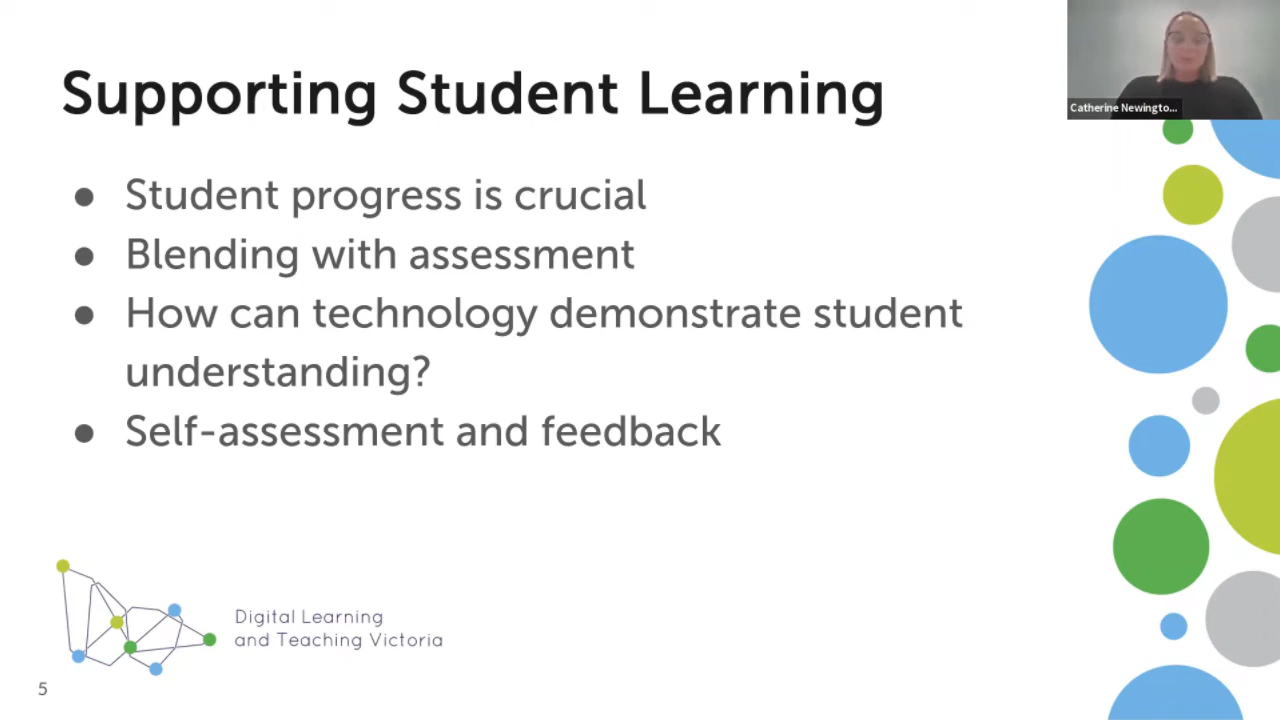 Supporting Student Learning
Catherine Newingto...
● Student progress is crucial
● Blending with assessment
● How can technology demonstrate student
understanding?
● Self-assessment and feedback
Digital Learning
and Teaching Victoria
5